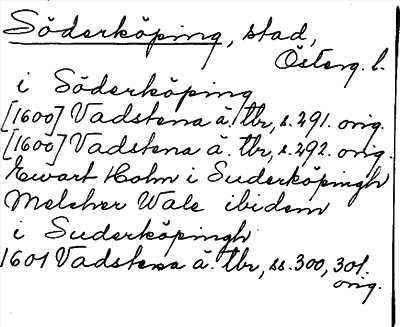 Söderköping, stad,
Österg. l.
i Söderköping
[1600] Vadstena ä. tbr, s. 291. orig.
[1600] Vadstena ä. tbr, s. 292. orig.
Ewart Holm i Suderköpingh
Melcher Wale ibidem
i Suderköpingh
1601 Vadstena ä. tbr, ss. 300, 301.
orig.